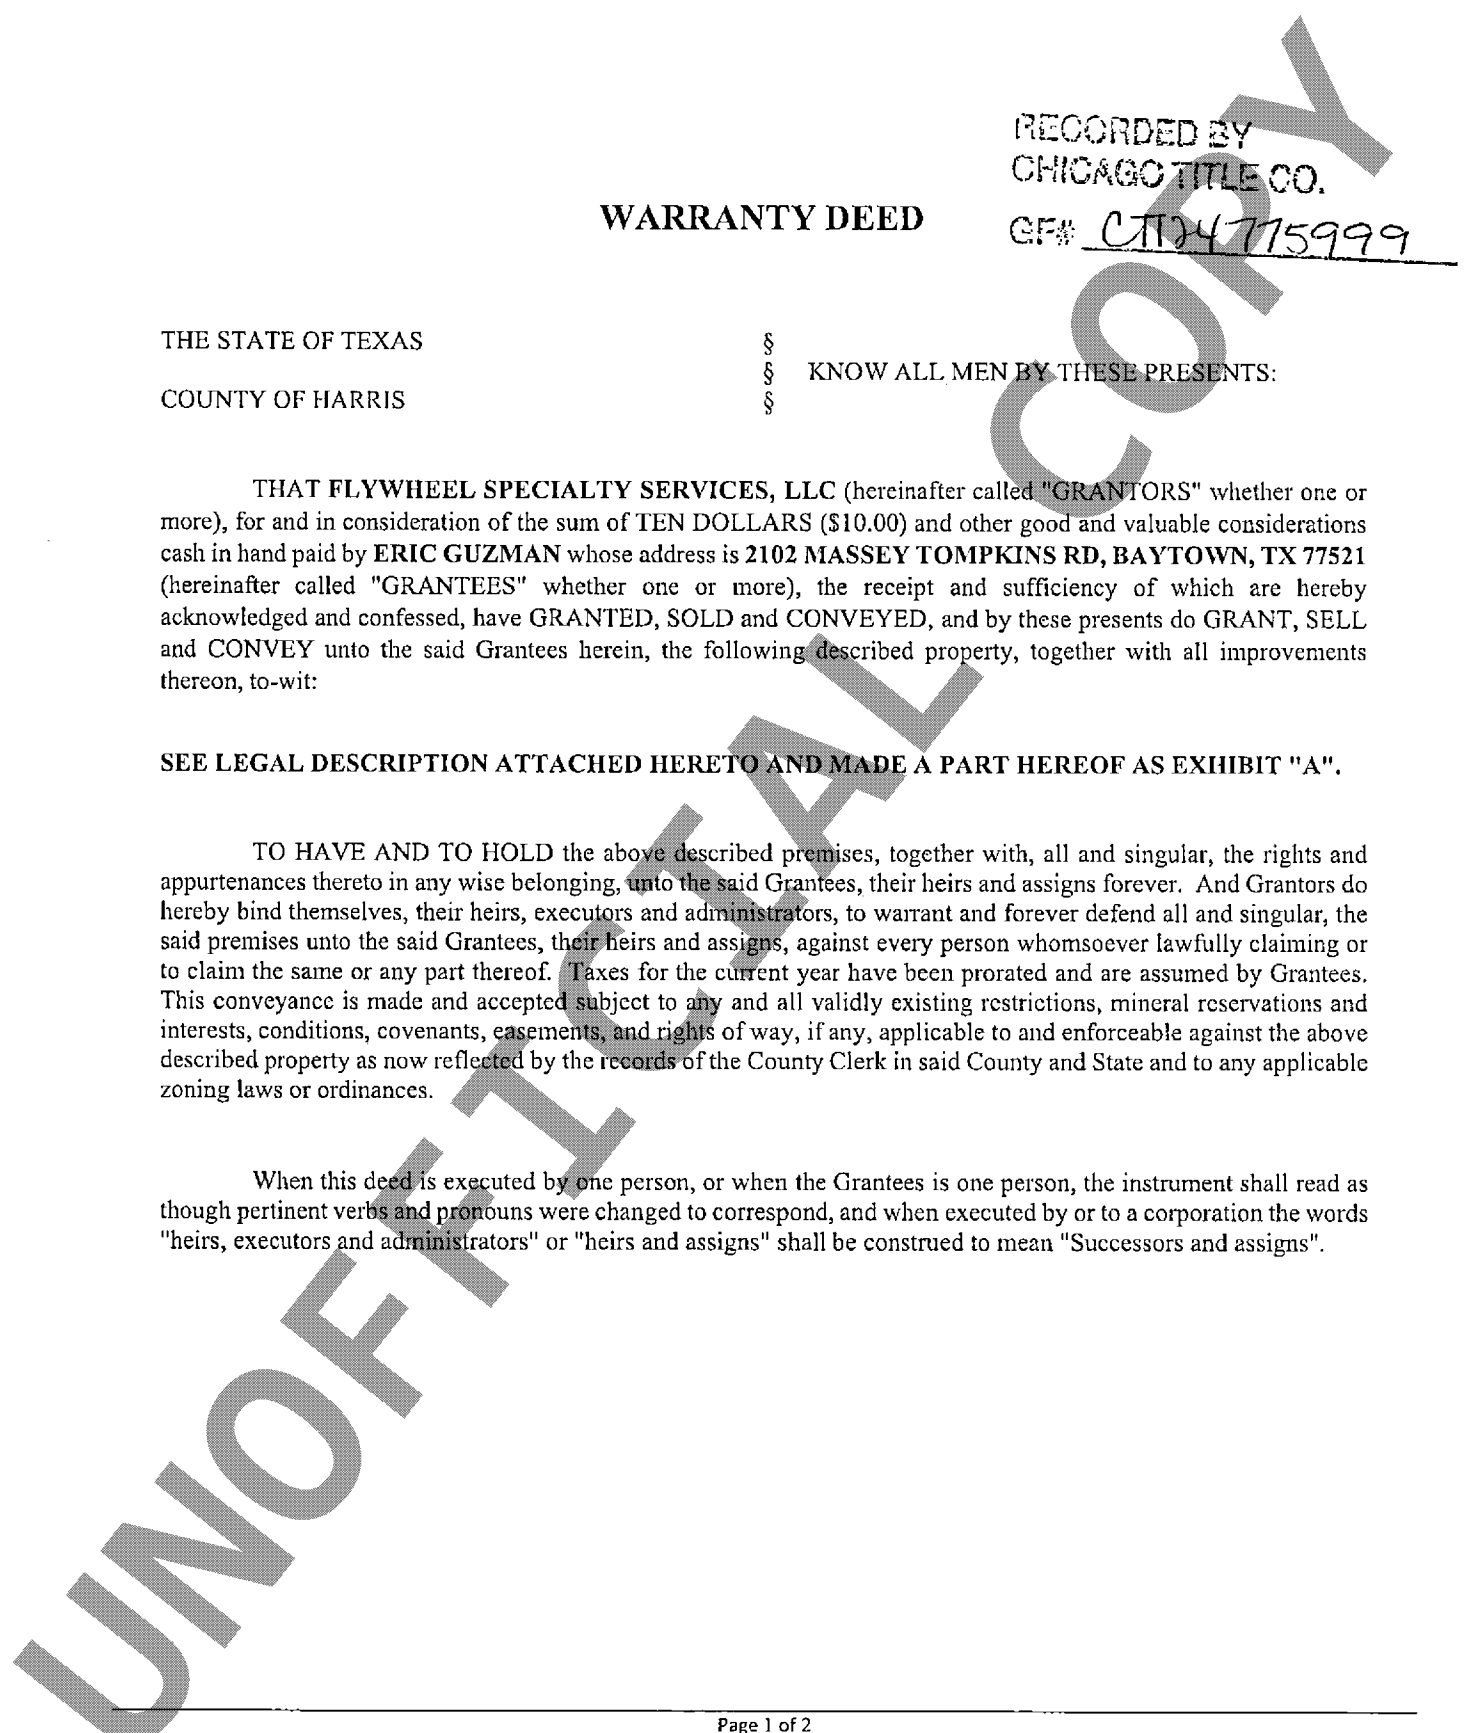 RECORDED BY
CHICAGO TITLE CO.
WARRANTY DEED
GF# CTT24775999
THE STATE OF TEXAS §
§ KNOW ALL MEN BY THESE PRESENTS:
COUNTY OF HARRIS §
THAT FLYWHEEL SPECIALTY SERVICES, LLC (hereinafter called "GRANTORS" whether one or
more), for and in consideration of the sum of TEN DOLLARS ($10.00) and other good and valuable considerations
cash in hand paid by ERIC GUZMAN whose address is 2102 MASSEY TOMPKINS RD, BAYTOWN, TX 77521
(hereinafter called "GRANTEES" whether one or more), the receipt and sufficiency of which are hereby
acknowledged and confessed, have GRANTED, SOLD and CONVEYED, and by these presents do GRANT, SELL
and CONVEY unto the said Grantees herein, the following described property, together with all improvements
thereon, to-wit:
SEE LEGAL DESCRIPTION ATTACHED HERETO AND MADE A PART HEREOF AS EXHIBIT "A".
TO HAVE AND TO HOLD the above described premises, together with, all and singular, the rights and
appurtenances thereto in any wise belonging, unto the said Grantees, their heirs and assigns forever. And Grantors do
hereby bind themselves, their heirs, executors and administrators, to warrant and forever defend all and singular, the
said premises unto the said Grantees, their heirs and assigns, against every person whomsoever lawfully claiming or
to claim the same or any part thereof. Taxes for the current year have been prorated and are assumed by Grantees.
This conveyance is made and accepted subject to any and all validly existing restrictions, mineral reservations and
interests, conditions, covenants, easements, and rights of way, if any, applicable to and enforceable against the above
described property as now reflected by the records of the County Clerk in said County and State and to any applicable
zoning laws or ordinances.
When this deed is executed by one person, or when the Grantees is one person, the instrument shall read as
though pertinent verbs and pronouns were changed to correspond, and when executed by or to a corporation the words
"heirs, executors and administrators" or "heirs and assigns" shall be construed to mean "Successors and assigns".
Page 1 of 2
UNOFFICIAL COPY